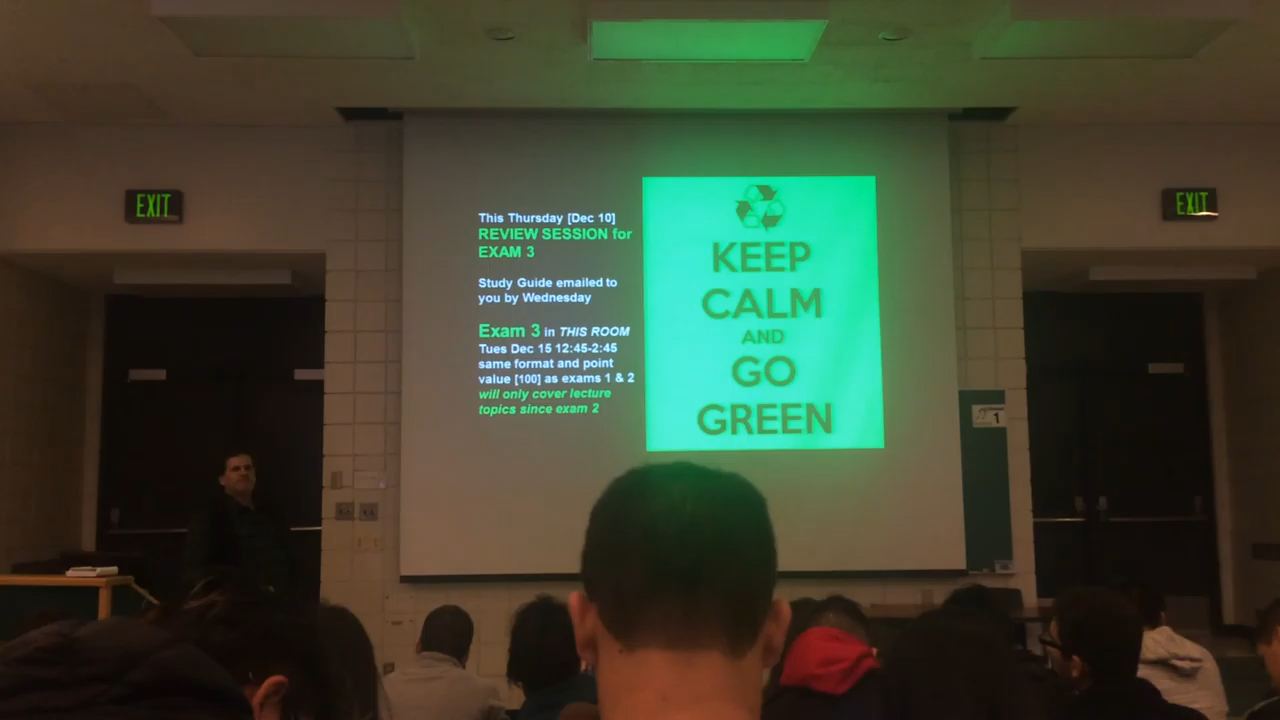 EXIT
EXIT
This Thursday [Dec 10]
REVIEW SESSION for
EXAM 3
Study Guide emailed to
you by Wednesday
Exam 3 in THIS ROOM
Tues Dec 15 12:45-2:45
same format and point
value [100] as exams 1 & 2
will only cover lecture
topics since exam 2
KEEP
CALM
AND
GO
GREEN
1